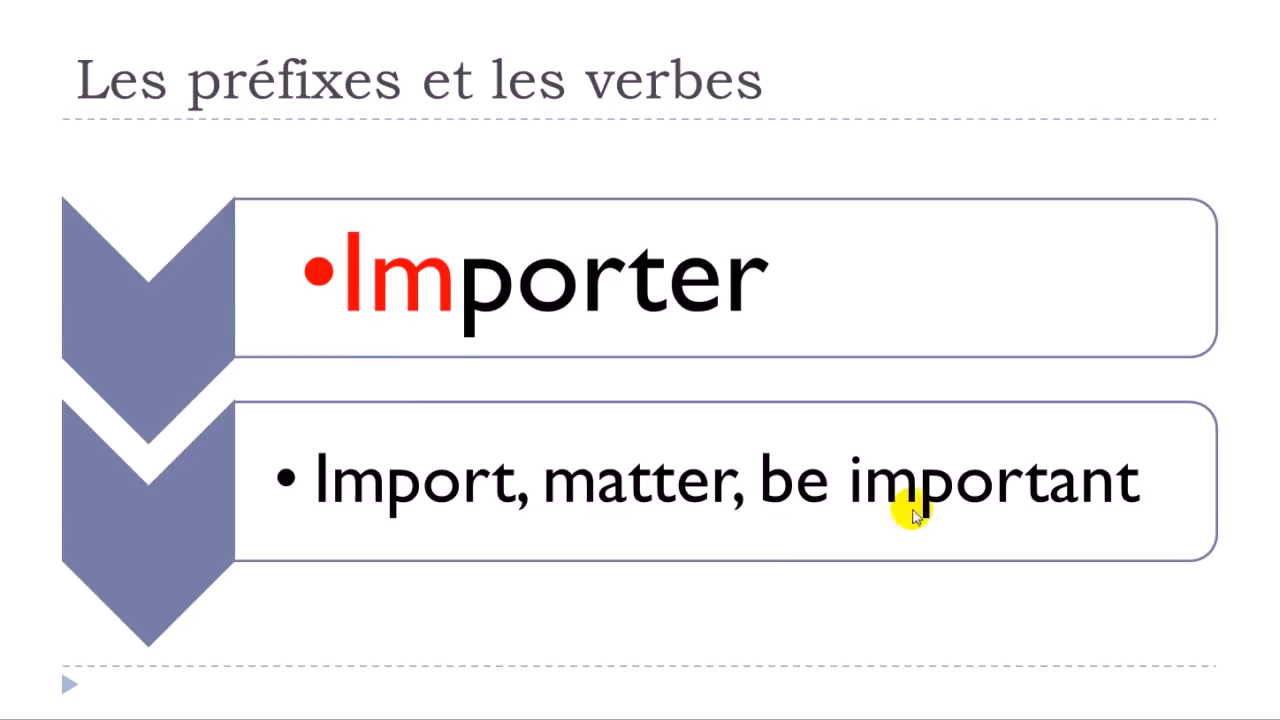 Les préfixes et les verbes
•Importer
• Import, matter, be important